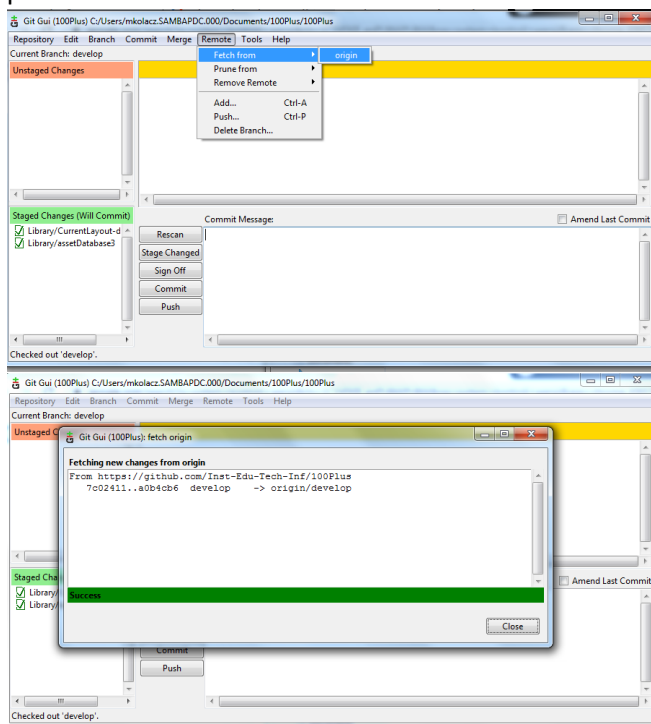 Git Gui (100Plus) C:/Users/mkolacz.SAMBAPDC.000/Documents/100Plus/100Plus
Repository Edit Branch Commit Merge Remote Tools Help
Current Branch: develop
Fetch from origin
Unstaged Changes
Prune from
Remove Remote
Add... Ctrl-A
Push... Ctrl-P
Delete Branch...
Staged Changes (Will Commit)
Commit Message:
Amend Last Commit
Library/CurrentLayout-d
Library/assetDatabase3
Rescan
Stage Changed
Sign Off
Commit
Push
Checked out 'develop'.
Git Gui (100Plus) C:/Users/mkolacz.SAMBAPDC.000/Documents/100Plus/100Plus
Repository Edit Branch Commit Merge Remote Tools Help
Current Branch: develop
Unstaged C
Git Gui (100Plus): fetch origin
Fetching new changes from origin
From https://github.com/Inst-Edu-Tech-Inf/100Plus
7c02411..a0b4cb6 develop -> origin/develop
Staged Cha
Amend Last Commit
Library/
Library/
Success
Close
Commit
Push
Checked out 'develop'.